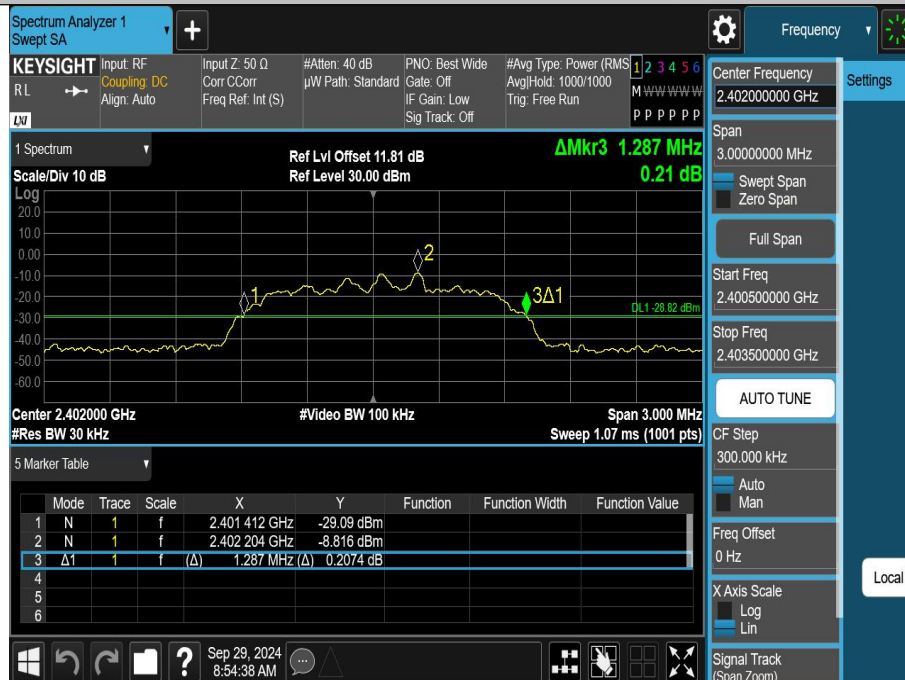 Spectrum Analyzer 1
Swept SA
Frequency
KEYSIGHT
RL
LXI
Input: RF
Coupling: DC
Align: Auto
Input Z: 50 Ω
Corr CCorr
Freq Ref: Int (S)
#Atten: 40 dB
µW Path: Standard
PNO: Best Wide
Gate: Off
IF Gain: Low
Sig Track: Off
#Avg Type: Power (RMS
Avg|Hold: 1000/1000
Trig: Free Run
1 2 3 4 5 6
M W W W W W
P P P P P P
1 Spectrum
Scale/Div 10 dB
Ref Lvl Offset 11.81 dB
Ref Level 30.00 dBm
ΔMkr3 1.287 MHz
0.21 dB
Log
20.0
10.0
0.00
-10.0
-20.0
-30.0
-40.0
-50.0
-60.0
1
2
3Δ1
DL1 -28.82 dBm
Center 2.402000 GHz
#Video BW 100 kHz
Span 3.000 MHz
#Res BW 30 kHz
Sweep 1.07 ms (1001 pts)
5 Marker Table
Mode Trace Scale X Y Function Function Width Function Value
1 N 1 f 2.401 412 GHz -29.09 dBm
2 N 1 f 2.402 204 GHz -8.816 dBm
3 Δ1 1 f (Δ) 1.287 MHz (Δ) 0.2074 dB
4
5
6
?
Sep 29, 2024
8:54:38 AM
Center Frequency
2.402000000 GHz
Settings
Span
3.00000000 MHz
Swept Span
Zero Span
Full Span
Start Freq
2.400500000 GHz
Stop Freq
2.403500000 GHz
AUTO TUNE
CF Step
300.000 kHz
Auto
Man
Freq Offset
0 Hz
Local
X Axis Scale
Log
Lin
Signal Track
(Span Zoom)